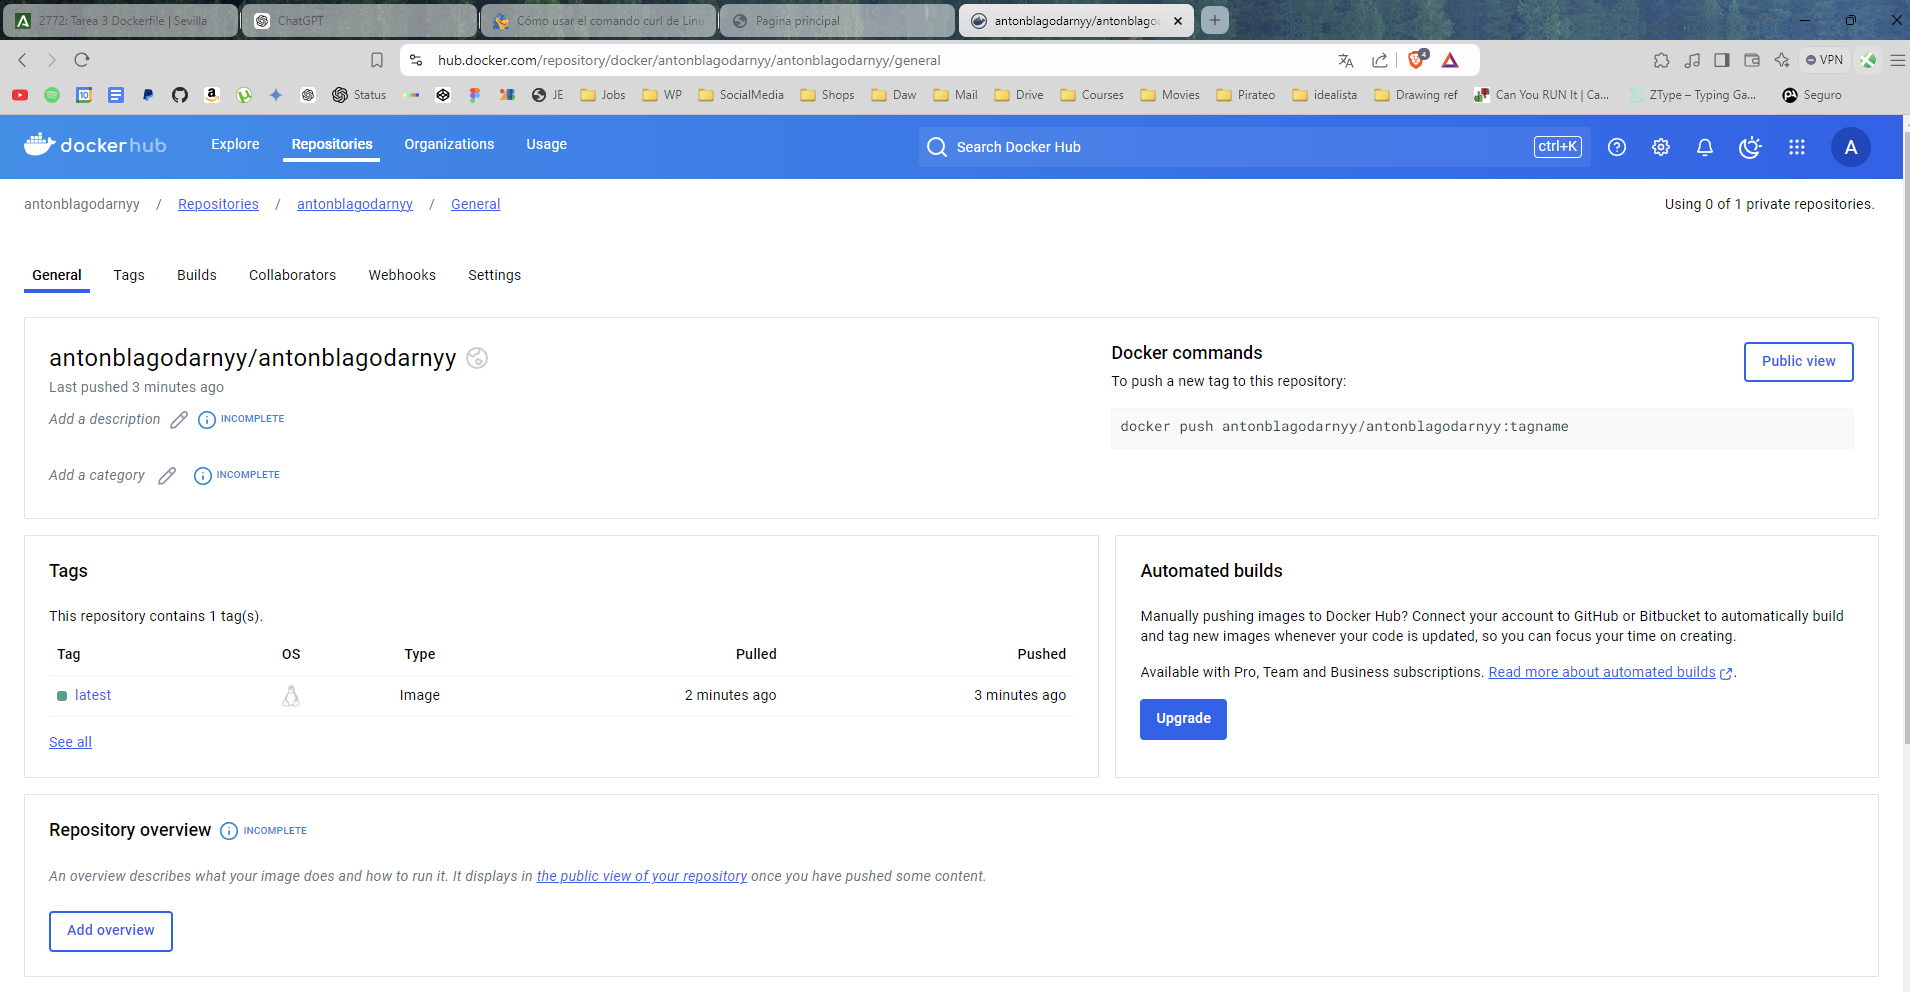 2772: Tarea 3 Dockerfile | Sevilla
ChatGPT
Cómo usar el comando curl de Linu
Pagina principal
antonblagodarnyy/antonblagodo
hub.docker.com/repository/docker/antonblagodarnyy/antonblagodarnyy/general
4
VPN
10
Status
JE
Jobs
WP
SocialMedia
Shops
Daw
Mail
Drive
Courses
Movies
Pirateo
idealista
Drawing ref
Can You RUN It | Ca...
ZType – Typing Ga...
Seguro
dockerhub
Explore
Repositories
Organizations
Usage
Search Docker Hub
ctrl+K
A
antonblagodarnyy / Repositories / antonblagodarnyy / General
Using 0 of 1 private repositories.
General
Tags
Builds
Collaborators
Webhooks
Settings
antonblagodarnyy/antonblagodarnyy
Last pushed 3 minutes ago
Add a description
INCOMPLETE
Add a category
INCOMPLETE
Docker commands
Public view
To push a new tag to this repository:
docker push antonblagodarnyy/antonblagodarnyy:tagname
Tags
This repository contains 1 tag(s).
Tag OS Type Pulled Pushed
latest Image 2 minutes ago 3 minutes ago
See all
Automated builds
Manually pushing images to Docker Hub? Connect your account to GitHub or Bitbucket to automatically build
and tag new images whenever your code is updated, so you can focus your time on creating.
Available with Pro, Team and Business subscriptions. Read more about automated builds .
Upgrade
Repository overview
INCOMPLETE
An overview describes what your image does and how to run it. It displays in the public view of your repository once you have pushed some content.
Add overview